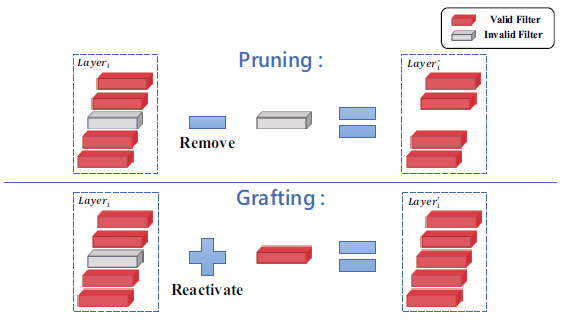 Valid Filter
Invalid Filter
Layer_i
Pruning :
Layer_i'
Remove
Layer_i
Grafting :
Layer_i'
Reactivate